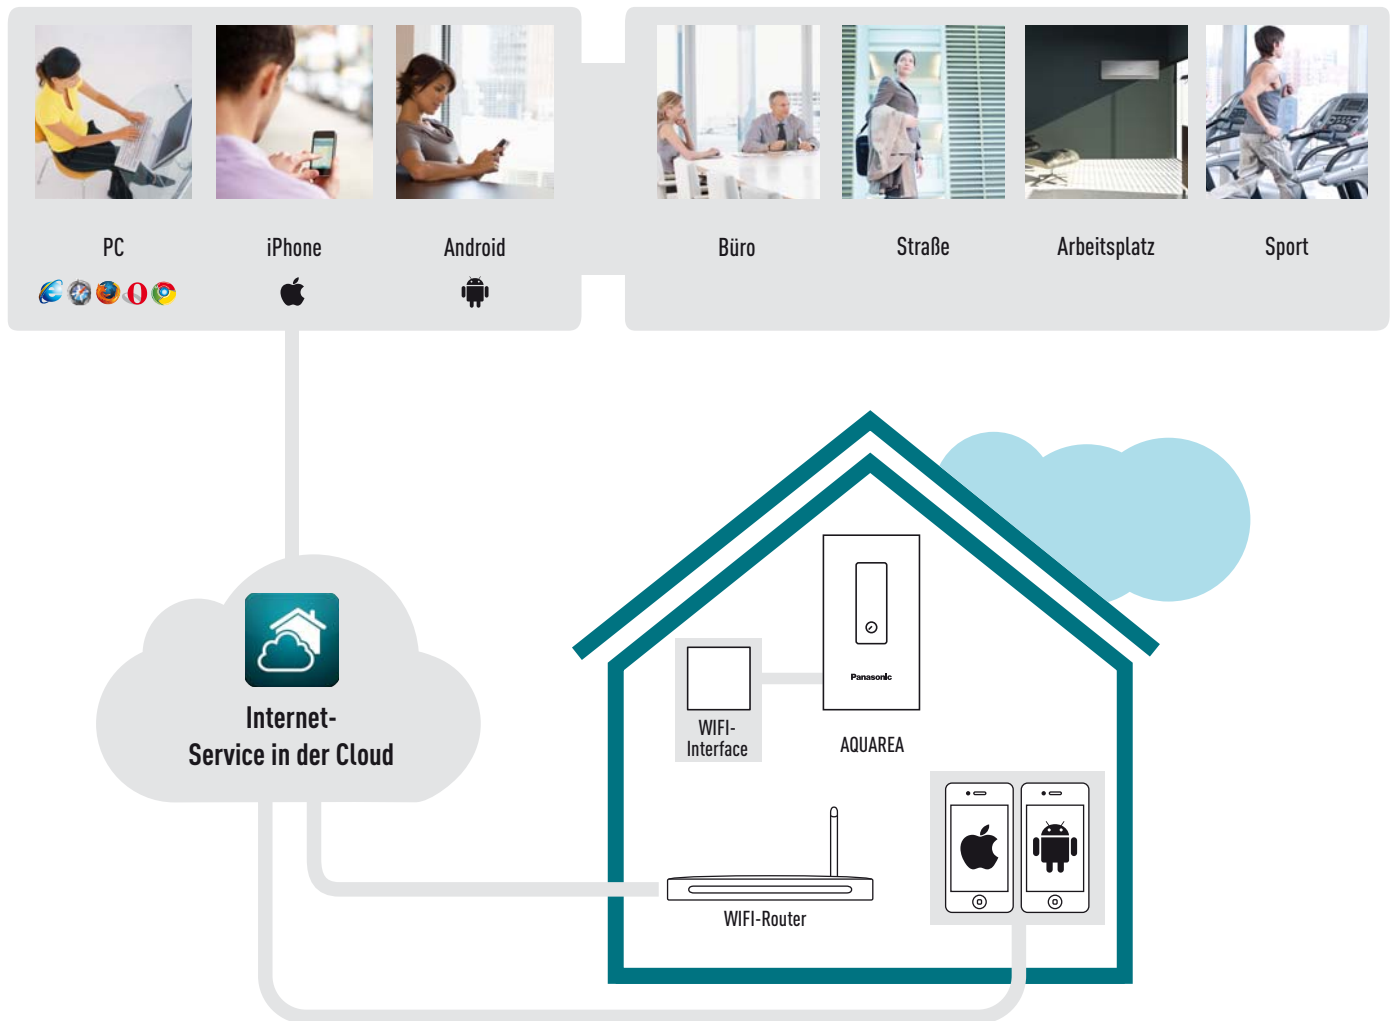 PC
iPhone
Android
Büro
Straße
Arbeitsplatz
Sport
Internet-
Service in der Cloud
Panasonic
WIFI-
Interface
AQUAREA
WIFI-Router